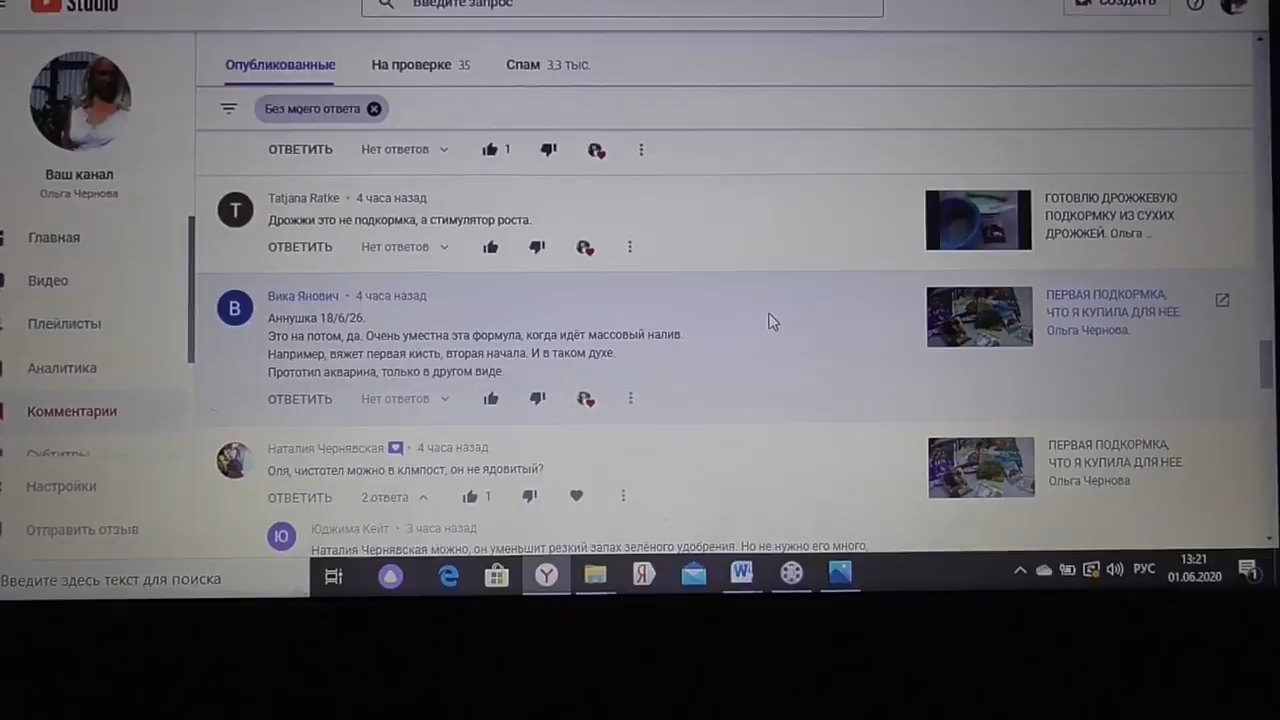 Studio
Введите запрос
СОЗДАТЬ
Опубликованные
На проверке 35
Спам 3,3 тыс.
Без моего ответа
Ваш канал
Ольга Чернова
Главная
Видео
Плейлисты
Аналитика
Комментарии
Субтитры
Настройки
Отправить отзыв
ОТВЕТИТЬ Нет ответов 1
Т
Tatjana Ratke • 4 часа назад
Дрожжи это не подкормка, а стимулятор роста.
ОТВЕТИТЬ Нет ответов
ГОТОВЛЮ ДРОЖЖЕВУЮ
ПОДКОРМКУ ИЗ СУХИХ
ДРОЖЖЕЙ. Ольга ...
В
Вика Янович • 4 часа назад
Аннушка 18/6/26.
Это на потом, да. Очень уместна эта формула, когда идёт массовый налив.
Например, вяжет первая кисть, вторая начала. И в таком духе.
Прототип акварина, только в другом виде.
ОТВЕТИТЬ Нет ответов
ПЕРВАЯ ПОДКОРМКА,
ЧТО Я КУПИЛА ДЛЯ НЕЕ.
Ольга Чернова.
Наталия Чернявская • 4 часа назад
Оля, чистотел можно в клмпост, он не ядовитый?
ОТВЕТИТЬ 2 ответа 1
ПЕРВАЯ ПОДКОРМКА,
ЧТО Я КУПИЛА ДЛЯ НЕЕ.
Ольга Чернова.
Ю
Юджима Кейт • 3 часа назад
Наталия Чернявская можно, он уменьшит резкий запах зелёного удобрения. Но не нужно его много,
Введите здесь текст для поиска
РУС
13:21
01.06.2020
1